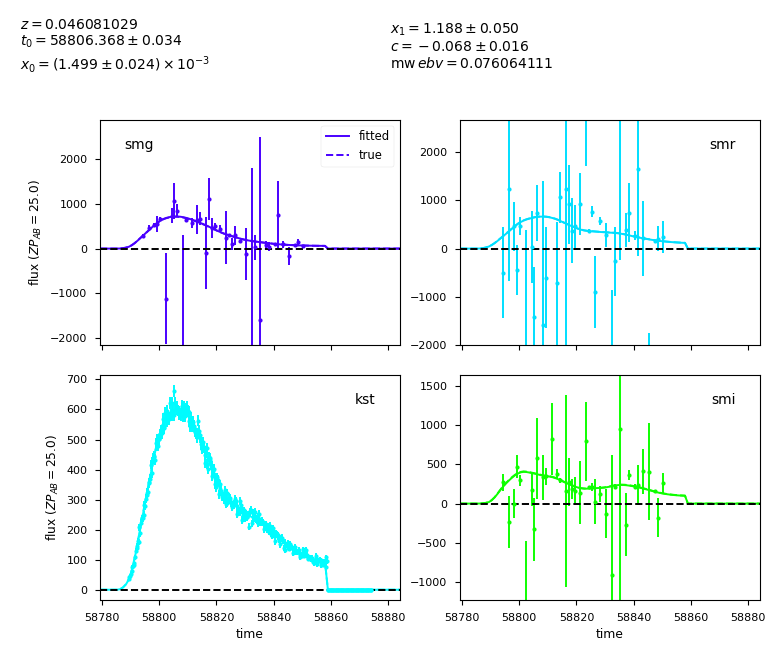 z = 0.046081029
t₀ = 58806.368 ± 0.034
x₀ = (1.499 ± 0.024) × 10⁻³
x₁ = 1.188 ± 0.050
c = −0.068 ± 0.016
mw ebv = 0.076064111
smg
fitted
true
2000
1000
0
−1000
−2000
flux (ZP_AB = 25.0)
smr
2000
1000
0
−1000
−2000
kst
700
600
500
400
300
200
100
0
flux (ZP_AB = 25.0)
58780 58800 58820 58840 58860 58880
time
smi
1500
1000
500
0
−500
−1000
58780 58800 58820 58840 58860 58880
time